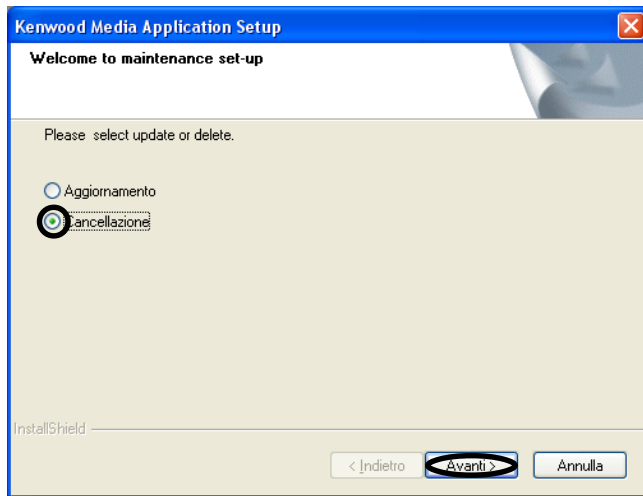 Kenwood Media Application Setup
Welcome to maintenance set-up
Please select update or delete.
Aggiornamento
Cancellazione
InstallShield
< Indietro Avanti > Annulla